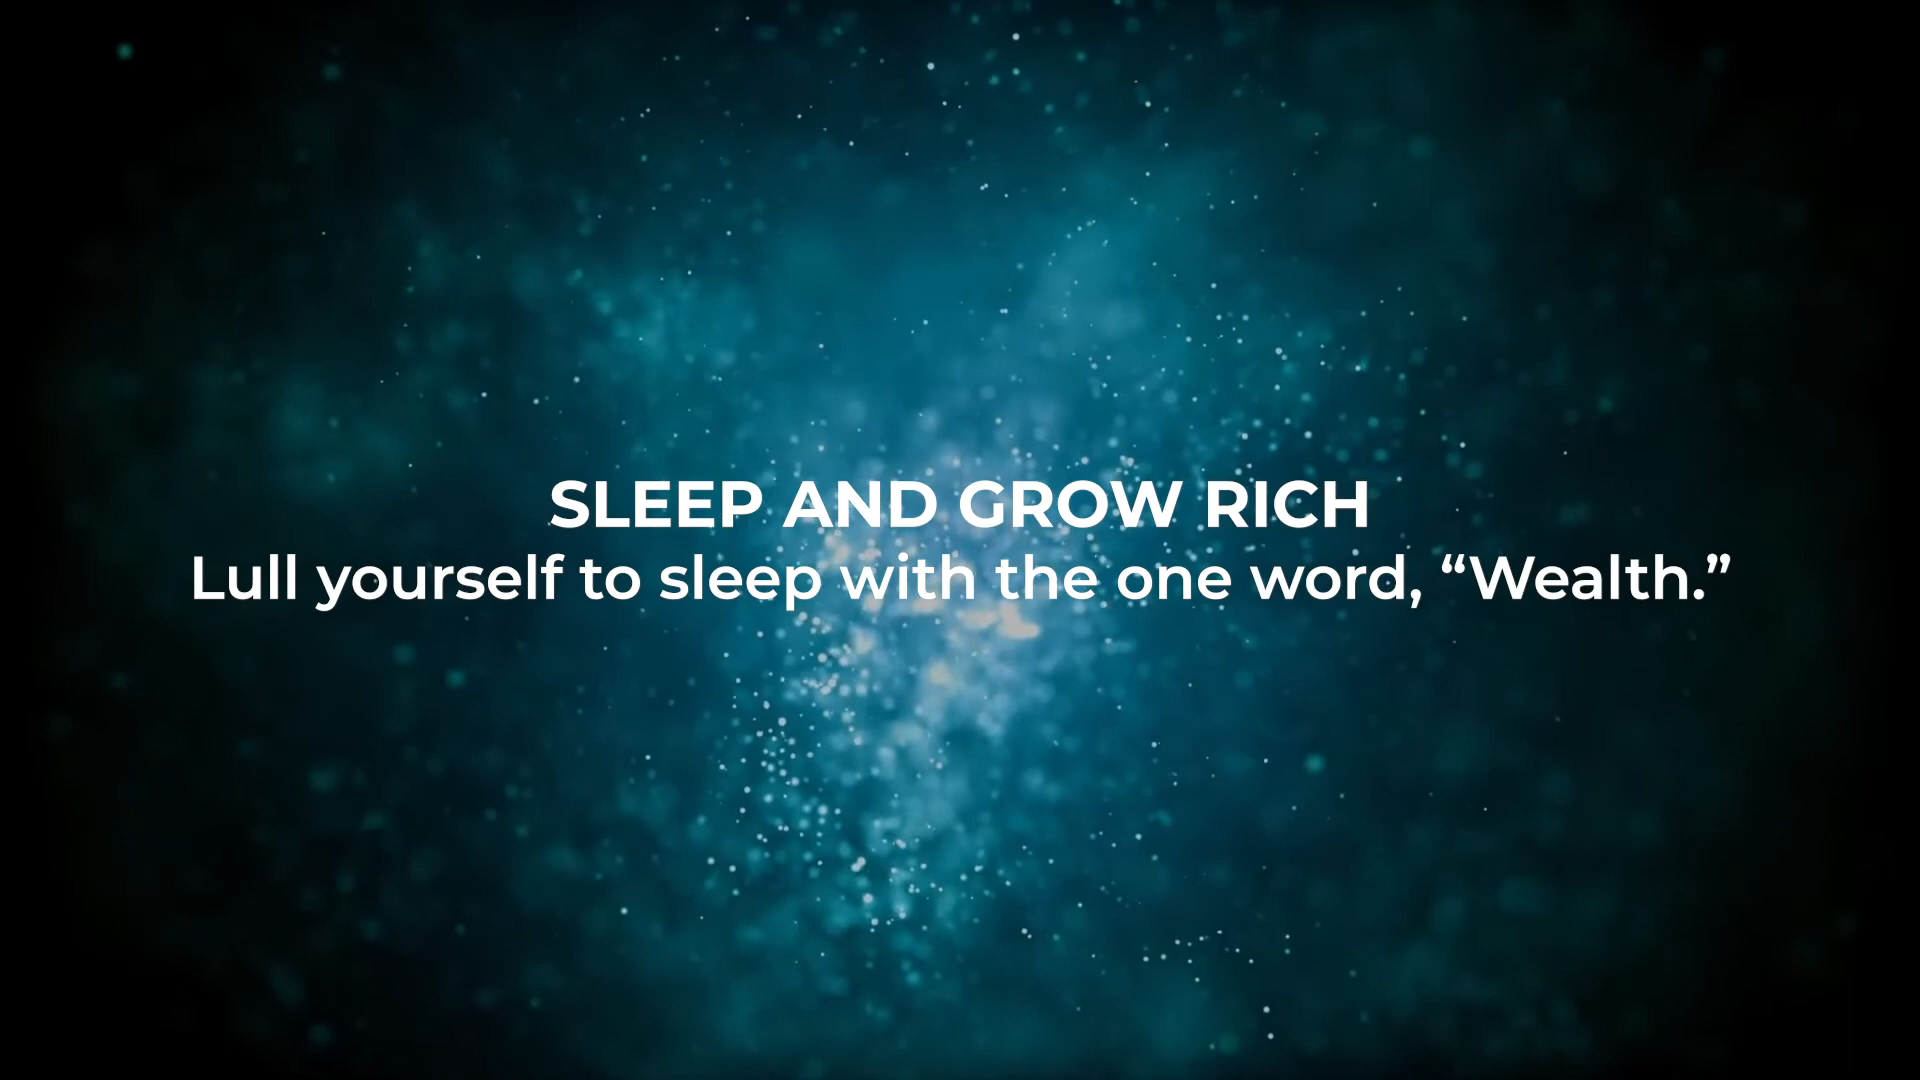 SLEEP AND GROW RICH
Lull yourself to sleep with the one word, “Wealth.”